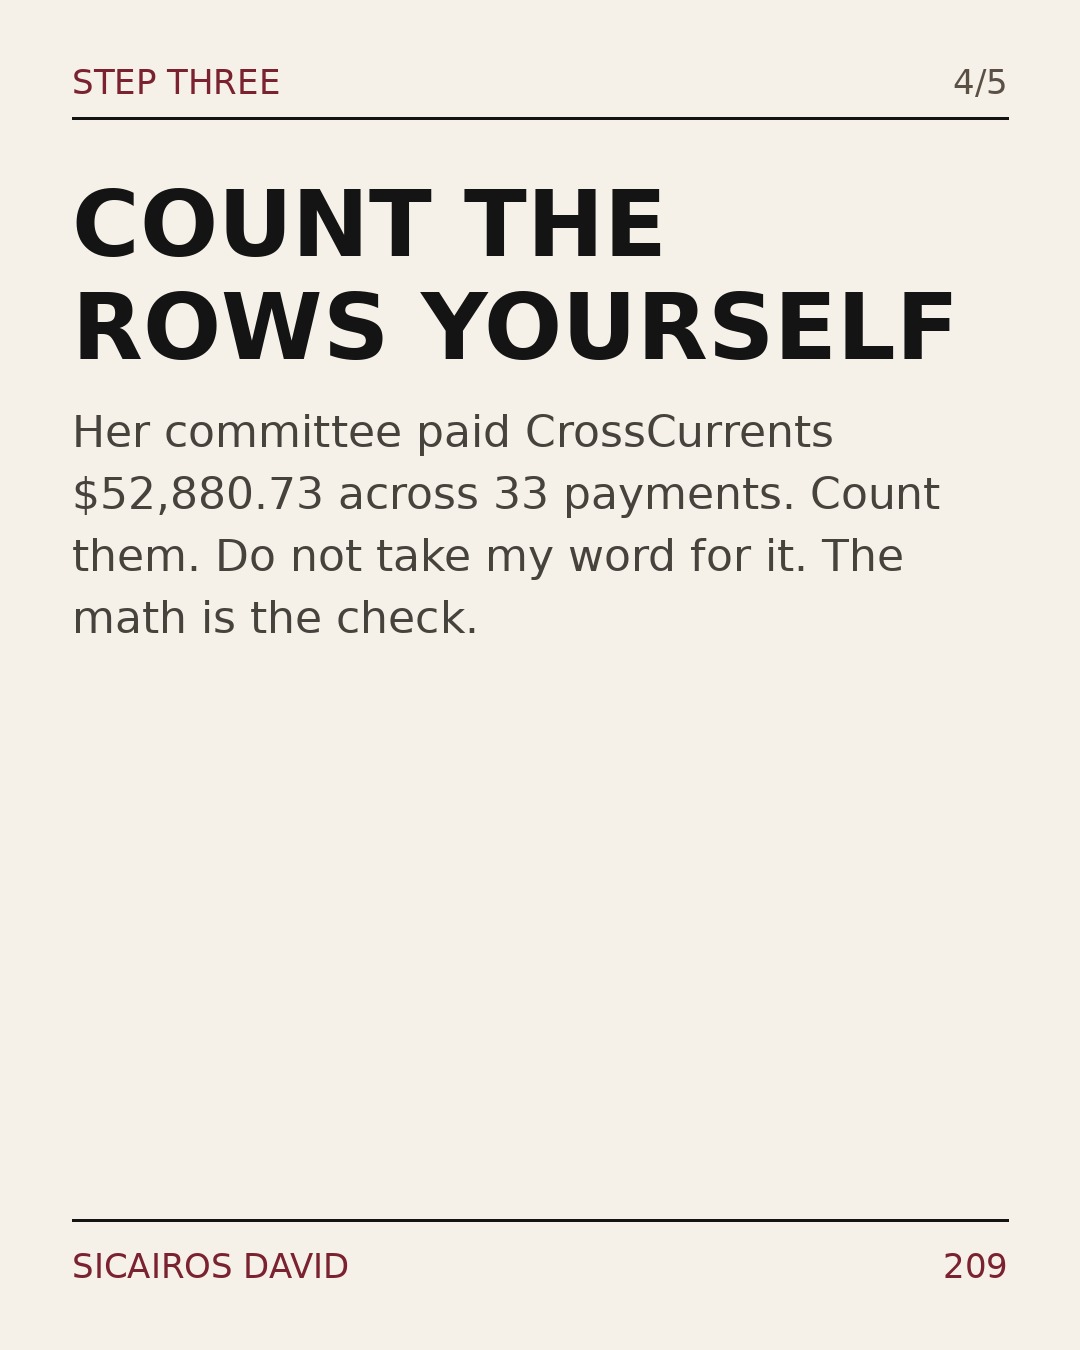 STEP THREE
4/5
COUNT THE
ROWS YOURSELF
Her committee paid CrossCurrents
$52,880.73 across 33 payments. Count
them. Do not take my word for it. The
math is the check.
SICAIROS DAVID
209